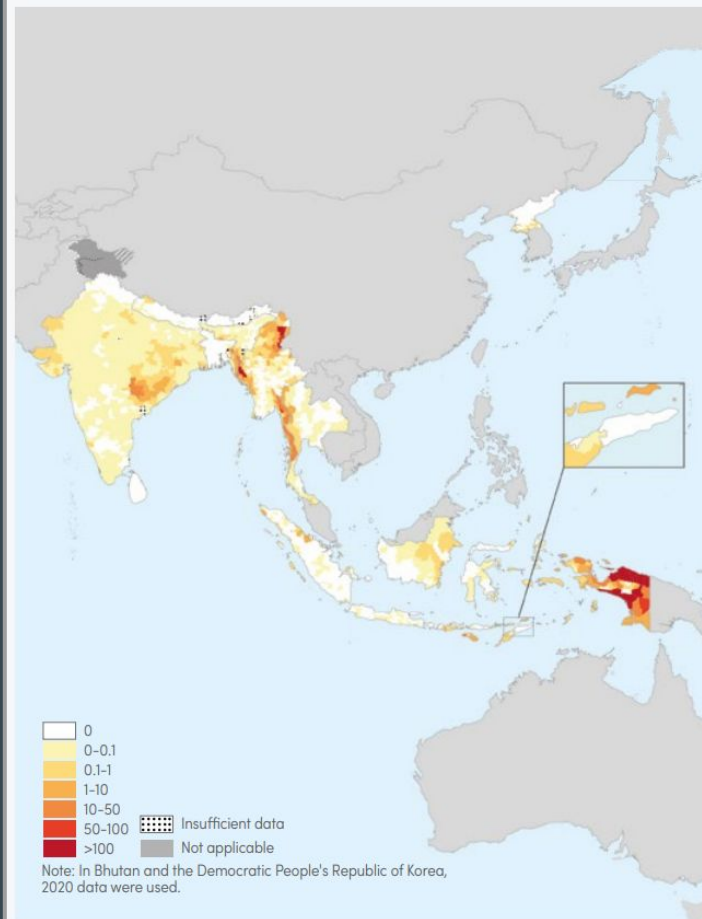 0
0-0.1
0.1-1
1-10
10-50
50-100
>100
Insufficient data
Not applicable
Note: In Bhutan and the Democratic People's Republic of Korea,
2020 data were used.